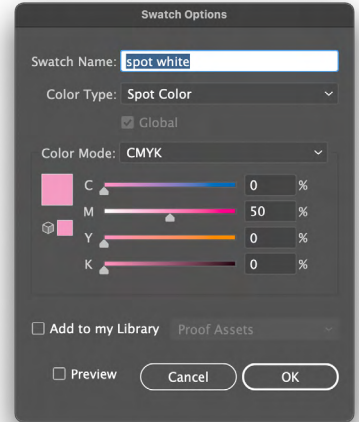 Swatch Options
Swatch Name: spot white
Color Type: Spot Color
Global
Color Mode: CMYK
C 0 %
M 50 %
Y 0 %
K 0 %
Add to my Library Proof Assets
Preview Cancel OK